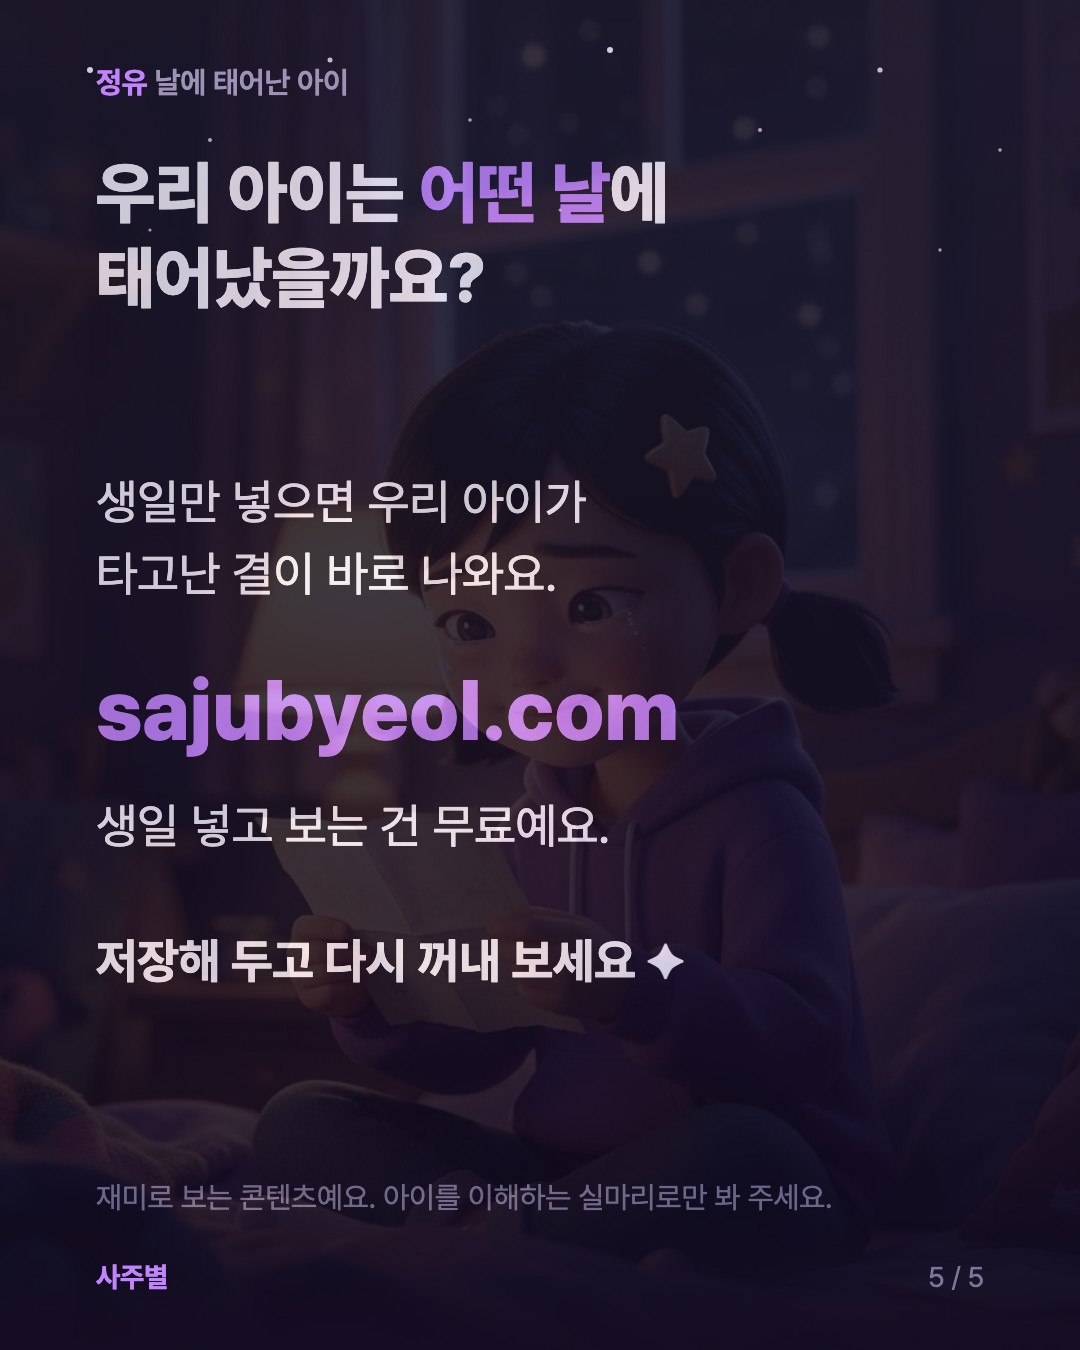 정유 날에 태어난 아이
우리 아이는 어떤 날에
태어났을까요?
생일만 넣으면 우리 아이가
타고난 결이 바로 나와요.
sajubyeol.com
생일 넣고 보는 건 무료예요.
저장해 두고 다시 꺼내 보세요 ✦
재미로 보는 콘텐츠예요. 아이를 이해하는 실마리로만 봐 주세요.
사주별
5 / 5